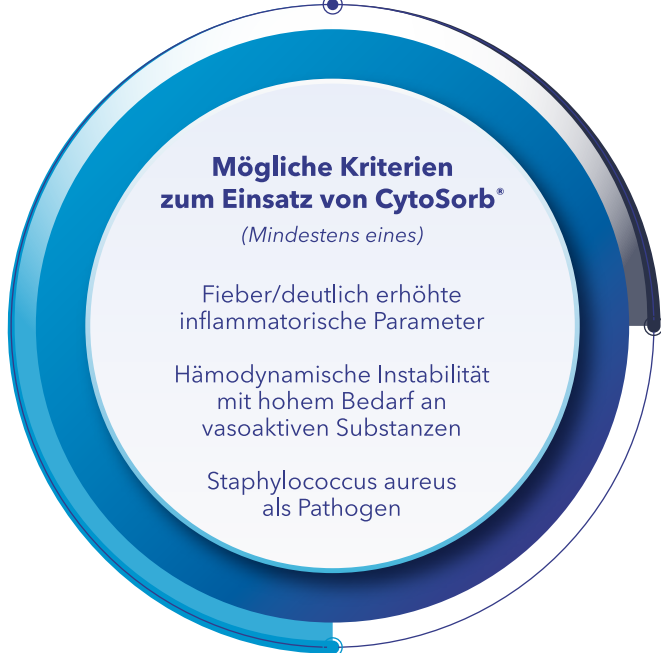 Mögliche Kriterien
zum Einsatz von CytoSorb®
(Mindestens eines)
Fieber/deutlich erhöhte
inflammatorische Parameter
Hämodynamische Instabilität
mit hohem Bedarf an
vasoaktiven Substanzen
Staphylococcus aureus
als Pathogen